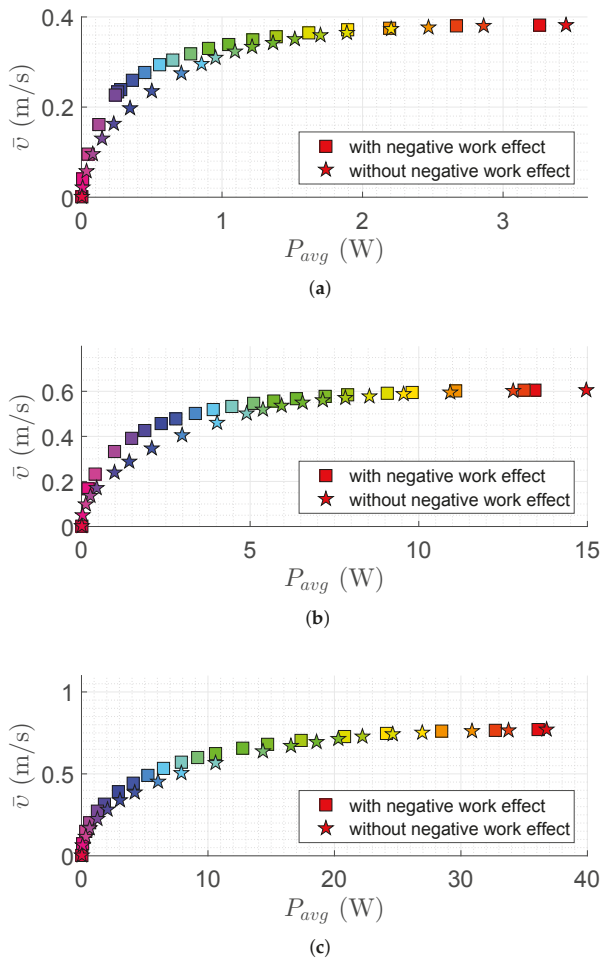 0.4
0.2
0
v̄ (m/s)
with negative work effect
without negative work effect
0 1 2 3
P_avg (W)
(a)
0.6
0.4
0.2
0
v̄ (m/s)
with negative work effect
without negative work effect
0 5 10 15
P_avg (W)
(b)
1
0.5
0
v̄ (m/s)
with negative work effect
without negative work effect
0 10 20 30 40
P_avg (W)
(c)